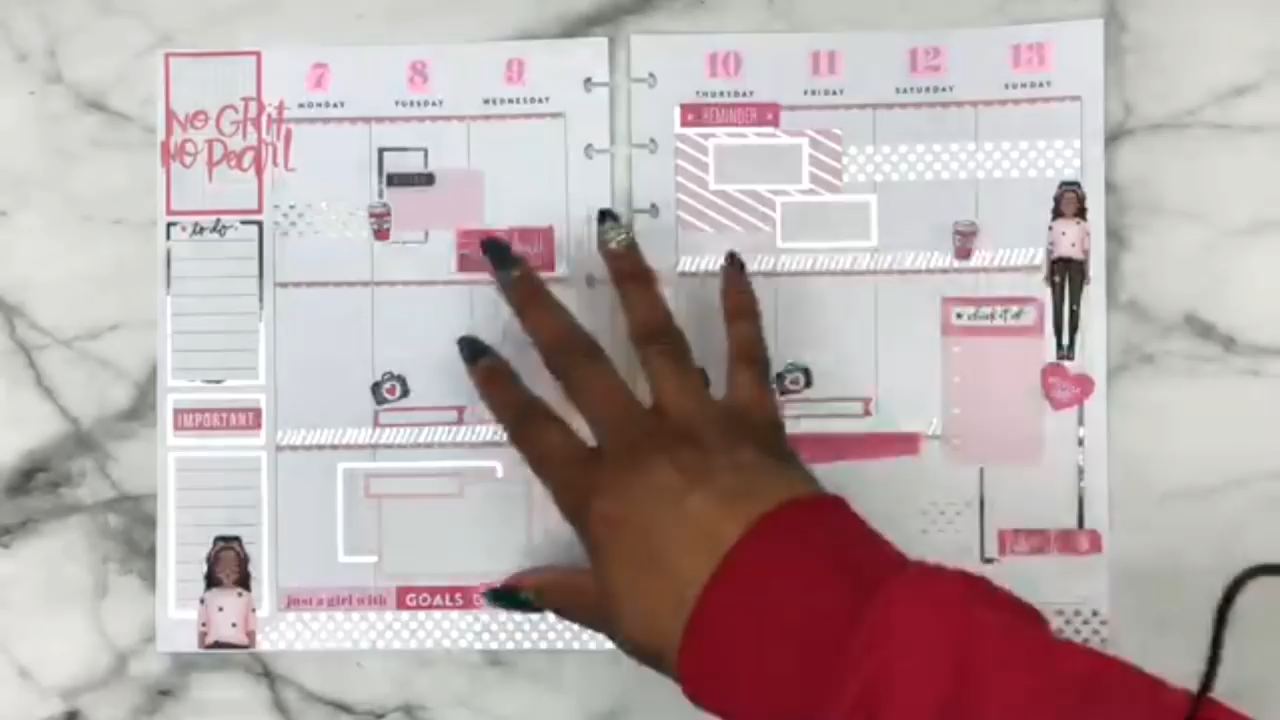 NO GRIT
NO PEARL
7 8 9
MONDAY TUESDAY WEDNESDAY
10 11 12 13
THURSDAY FRIDAY SATURDAY SUNDAY
REMINDER
to do
check it off
IMPORTANT
just a girl with GOALS